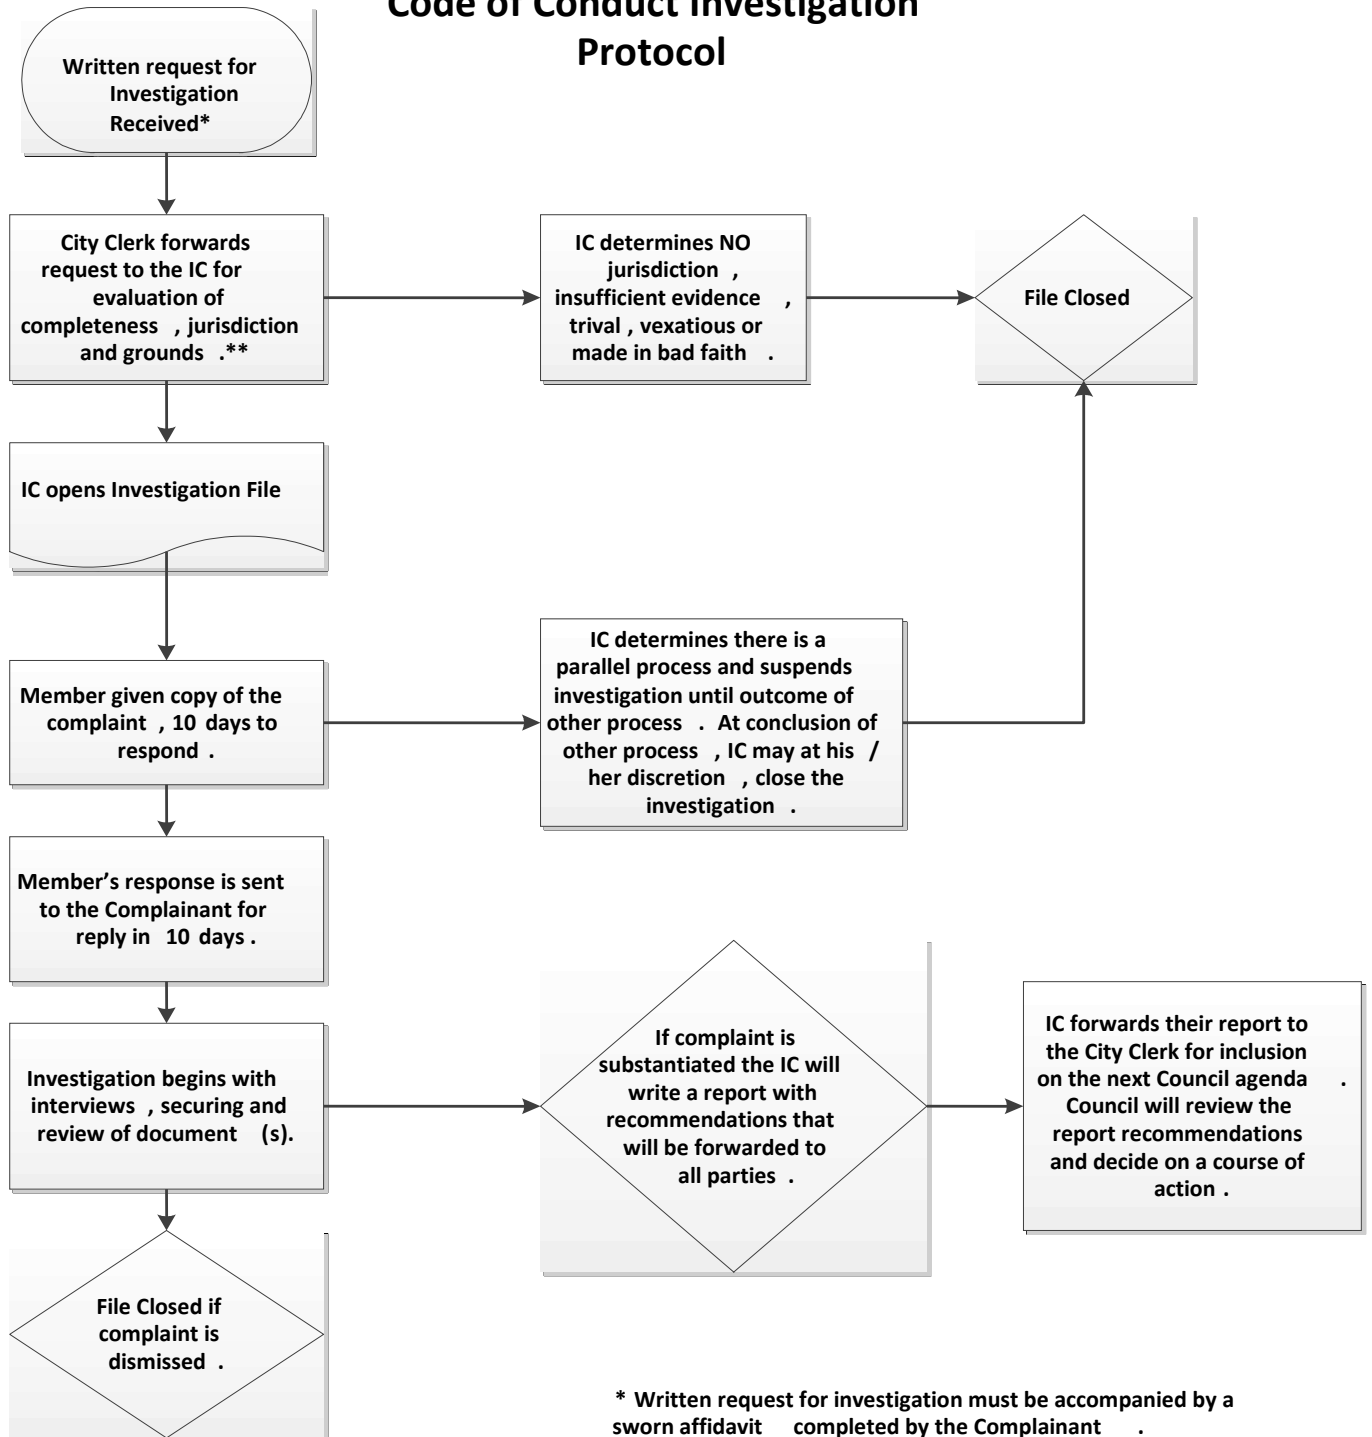 Code of Conduct Investigation
Protocol
Written request for
Investigation
Received*
City Clerk forwards
request to the IC for
evaluation of
completeness , jurisdiction
and grounds .**
IC determines NO
jurisdiction ,
insufficient evidence ,
trival , vexatious or
made in bad faith .
File Closed
IC opens Investigation File
Member given copy of the
complaint , 10 days to
respond .
IC determines there is a
parallel process and suspends
investigation until outcome of
other process . At conclusion of
other process , IC may at his /
her discretion , close the
investigation .
Member’s response is sent
to the Complainant for
reply in 10 days .
Investigation begins with
interviews , securing and
review of document (s).
If complaint is
substantiated the IC will
write a report with
recommendations that
will be forwarded to
all parties .
IC forwards their report to
the City Clerk for inclusion
on the next Council agenda .
Council will review the
report recommendations
and decide on a course of
action .
File Closed if
complaint is
dismissed .
* Written request for investigation must be accompanied by a
sworn affidavit completed by the Complainant .